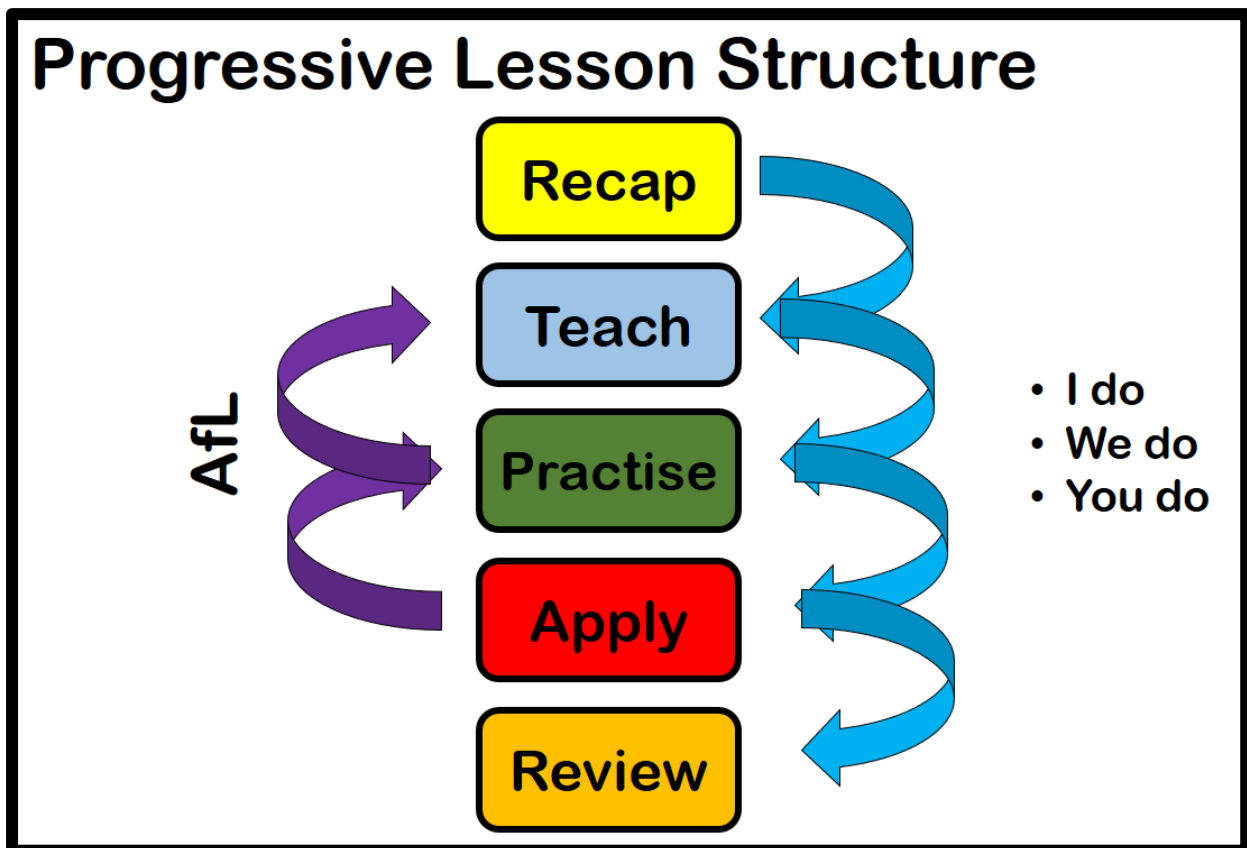 Progressive Lesson Structure
Recap
Teach
Practise
Apply
Review
AfL
• I do
• We do
• You do